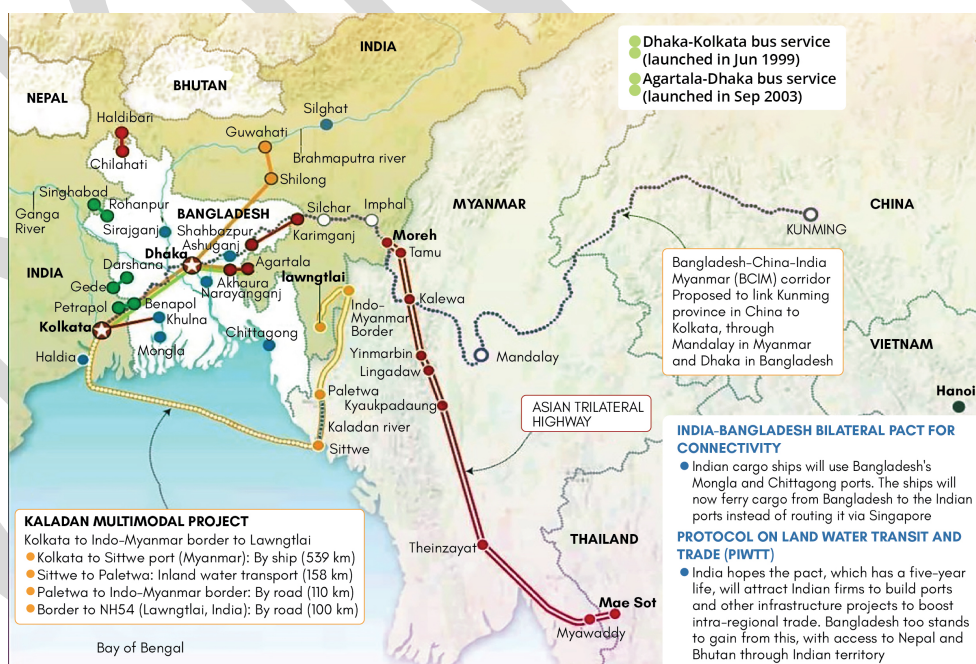 INDIA
BHUTAN
NEPAL
Dhaka-Kolkata bus service
(launched in Jun 1999)
Agartala-Dhaka bus service
(launched in Sep 2003)
Haldibari
Chilahati
Silghat
Guwahati
Brahmaputra river
Shilong
Singhabad
Rohanpur
Ganga
River
Sirajganj
BANGLADESH
Shahbazpur
Ashuganj
Silchar
Karimganj
Imphal
MYANMAR
CHINA
KUNMING
Dhaka
Moreh
Tamu
INDIA
Darshana
Gede
Agartala
Akhaura
Narayanganj
lawngtlai
Petrapol
Benapol
Khulna
Kolkata
Mongla
Haldia
Chittagong
Indo-
Myanmar
Border
Kalewa
Mandalay
Yinmarbin
Lingadaw
Paletwa
Kyaukpadaung
Kaladan river
Sittwe
Bangladesh-China-India
Myanmar (BCIM) corridor
Proposed to link Kunming
province in China to
Kolkata, through
Mandalay in Myanmar
and Dhaka in Bangladesh
VIETNAM
Hanoi
ASIAN TRILATERAL
HIGHWAY
INDIA-BANGLADESH BILATERAL PACT FOR
CONNECTIVITY
Indian cargo ships will use Bangladesh's
Mongla and Chittagong ports. The ships will
now ferry cargo from Bangladesh to the Indian
ports instead of routing it via Singapore
PROTOCOL ON LAND WATER TRANSIT AND
TRADE (PIWTT)
India hopes the pact, which has a five-year
life, will attract Indian firms to build ports
and other infrastructure projects to boost
intra-regional trade. Bangladesh too stands
to gain from this, with access to Nepal and
Bhutan through Indian territory
KALADAN MULTIMODAL PROJECT
Kolkata to Indo-Myanmar border to Lawngtlai
Kolkata to Sittwe port (Myanmar): By ship (539 km)
Sittwe to Paletwa: Inland water transport (158 km)
Paletwa to Indo-Myanmar border: By road (110 km)
Border to NH54 (Lawngtlai, India): By road (100 km)
Theinzayat
THAILAND
Mae Sot
Myawaddy
Bay of Bengal